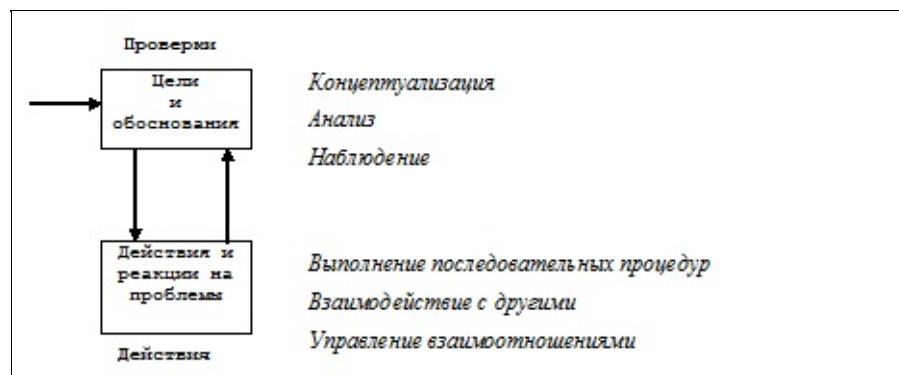 Проверки
Цели
и
обоснования
Концептуализация
Анализ
Наблюдение
Действия и
реакции на
проблемы
Выполнение последовательных процедур
Взаимодействие с другими
Управление взаимоотношениями
Действия